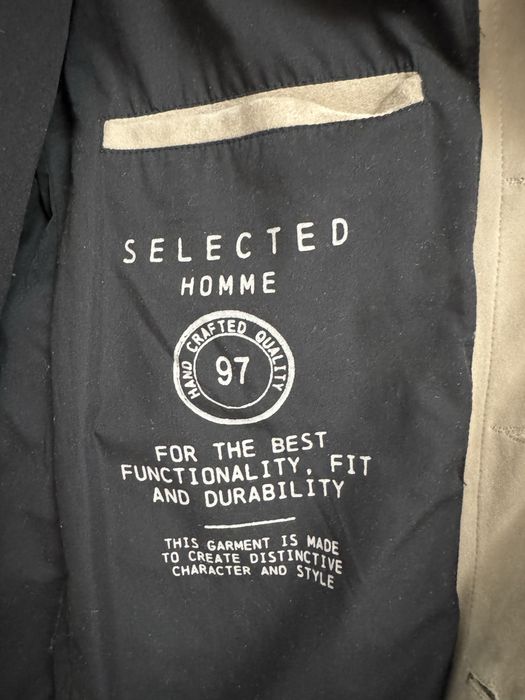 SELECTED
HOMME
HAND CRAFTED QUALITY
97
FOR THE BEST
FUNCTIONALITY, FIT
AND DURABILITY
THIS GARMENT IS MADE
TO CREATE DISTINCTIVE
CHARACTER AND STYLE